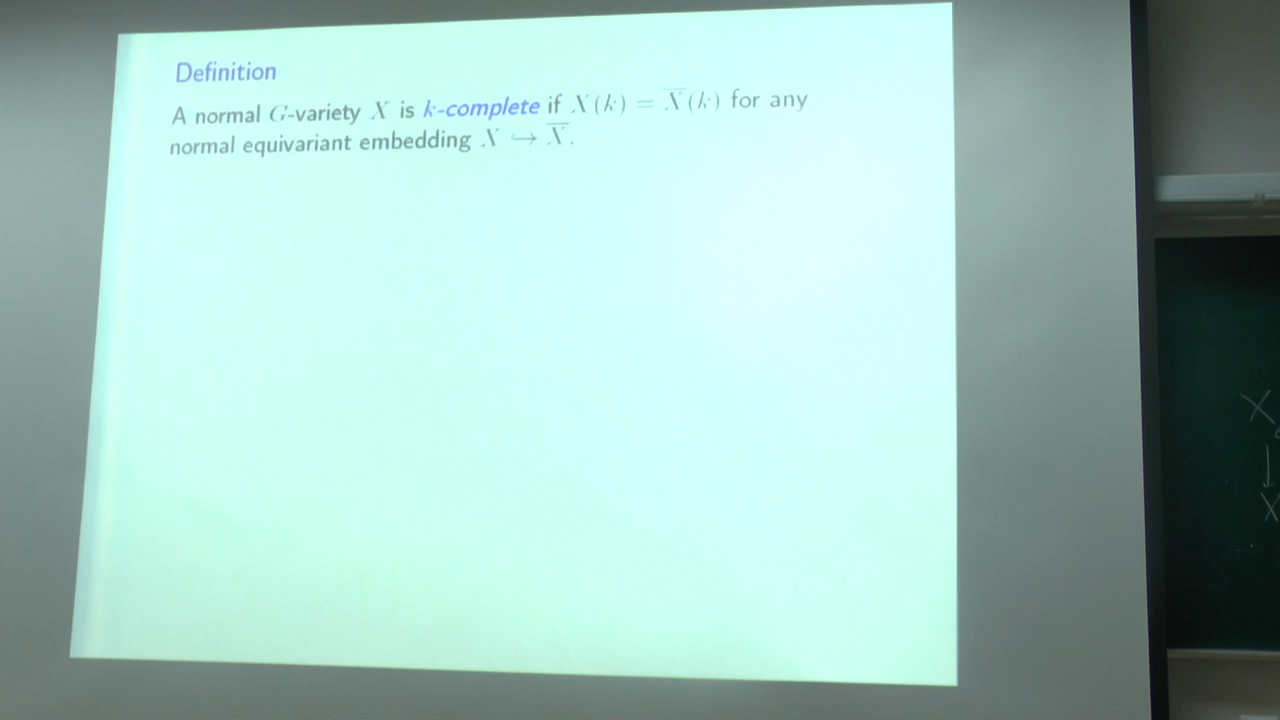 Definition
A normal G-variety X is k-complete if X(k) = X̅(k) for any
normal equivariant embedding X ↪ X̅.
X
X